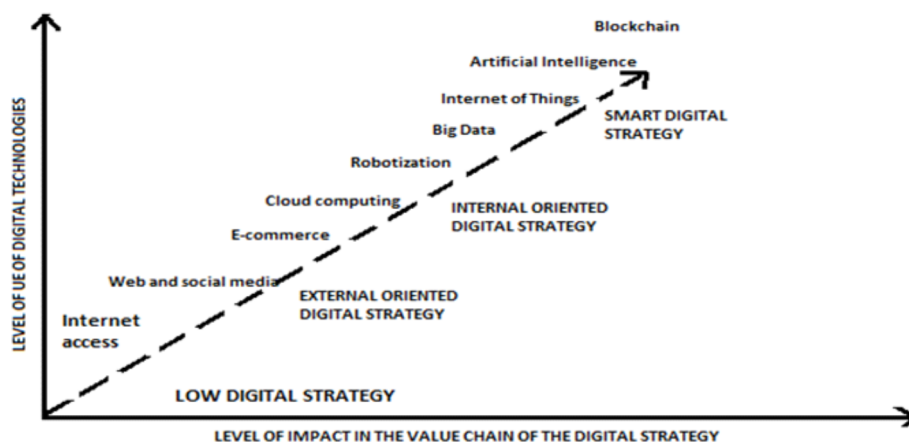 Blockchain
Artificial Intelligence
Internet of Things
SMART DIGITAL
STRATEGY
Big Data
Robotization
Cloud computing
INTERNAL ORIENTED
DIGITAL STRATEGY
E-commerce
Web and social media
EXTERNAL ORIENTED
DIGITAL STRATEGY
Internet
access
LOW DIGITAL STRATEGY
LEVEL OF UE OF DIGITAL TECHNOLOGIES
LEVEL OF IMPACT IN THE VALUE CHAIN OF THE DIGITAL STRATEGY